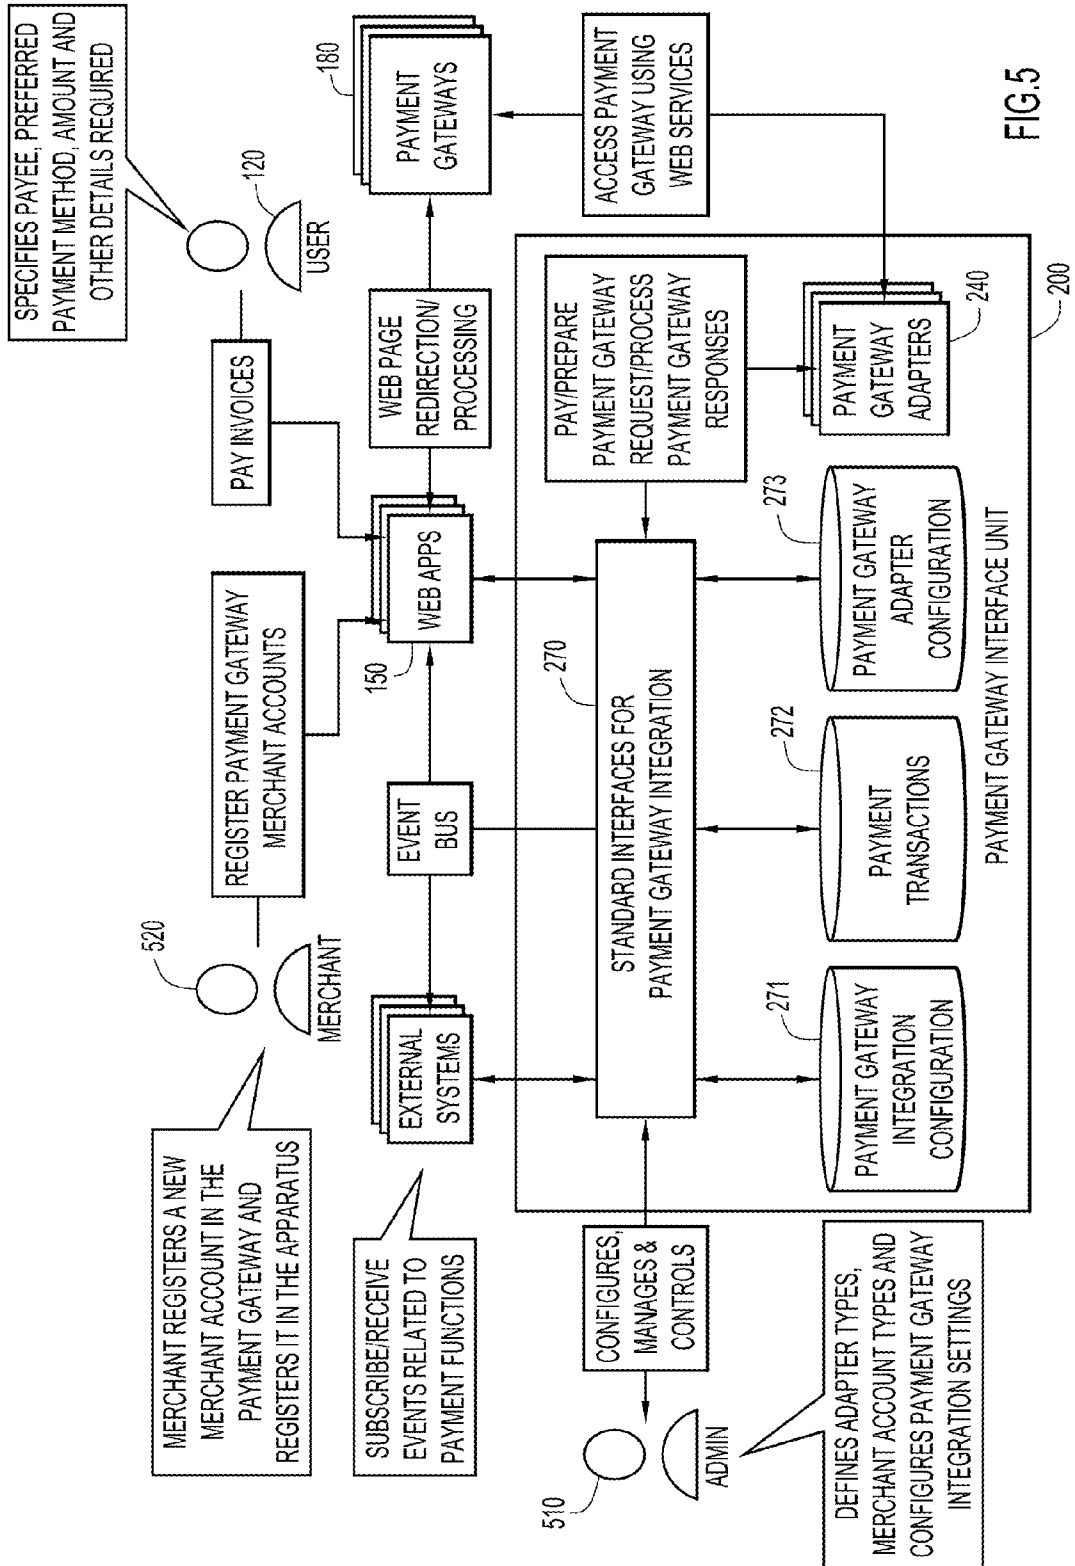 SPECIFIES PAYEE, PREFERRED
PAYMENT METHOD, AMOUNT AND
OTHER DETAILS REQUIRED
120
USER
PAY INVOICES
MERCHANT REGISTERS A NEW
MERCHANT ACCOUNT IN THE
PAYMENT GATEWAY AND
REGISTERS IT IN THE APPARATUS
520
MERCHANT
REGISTER PAYMENT GATEWAY
MERCHANT ACCOUNTS
SUBSCRIBE/RECEIVE
EVENTS RELATED TO
PAYMENT FUNCTIONS
EXTERNAL
SYSTEMS
EVENT
BUS
150
WEB APPS
WEB PAGE
REDIRECTION/
PROCESSING
180
PAYMENT
GATEWAYS
ACCESS PAYMENT
GATEWAY USING
WEB SERVICES
510
ADMIN
CONFIGURES,
MANAGES &
CONTROLS
DEFINES ADAPTER TYPES,
MERCHANT ACCOUNT TYPES AND
CONFIGURES PAYMENT GATEWAY
INTEGRATION SETTINGS
270
STANDARD INTERFACES FOR
PAYMENT GATEWAY INTEGRATION
PAY/PREPARE
PAYMENT GATEWAY
REQUEST/PROCESS
PAYMENT GATEWAY
RESPONSES
271
PAYMENT GATEWAY
INTEGRATION
CONFIGURATION
272
PAYMENT
TRANSACTIONS
273
PAYMENT GATEWAY
ADAPTER
CONFIGURATION
PAYMENT
GATEWAY
ADAPTERS
240
PAYMENT GATEWAY INTERFACE UNIT
200
FIG.5